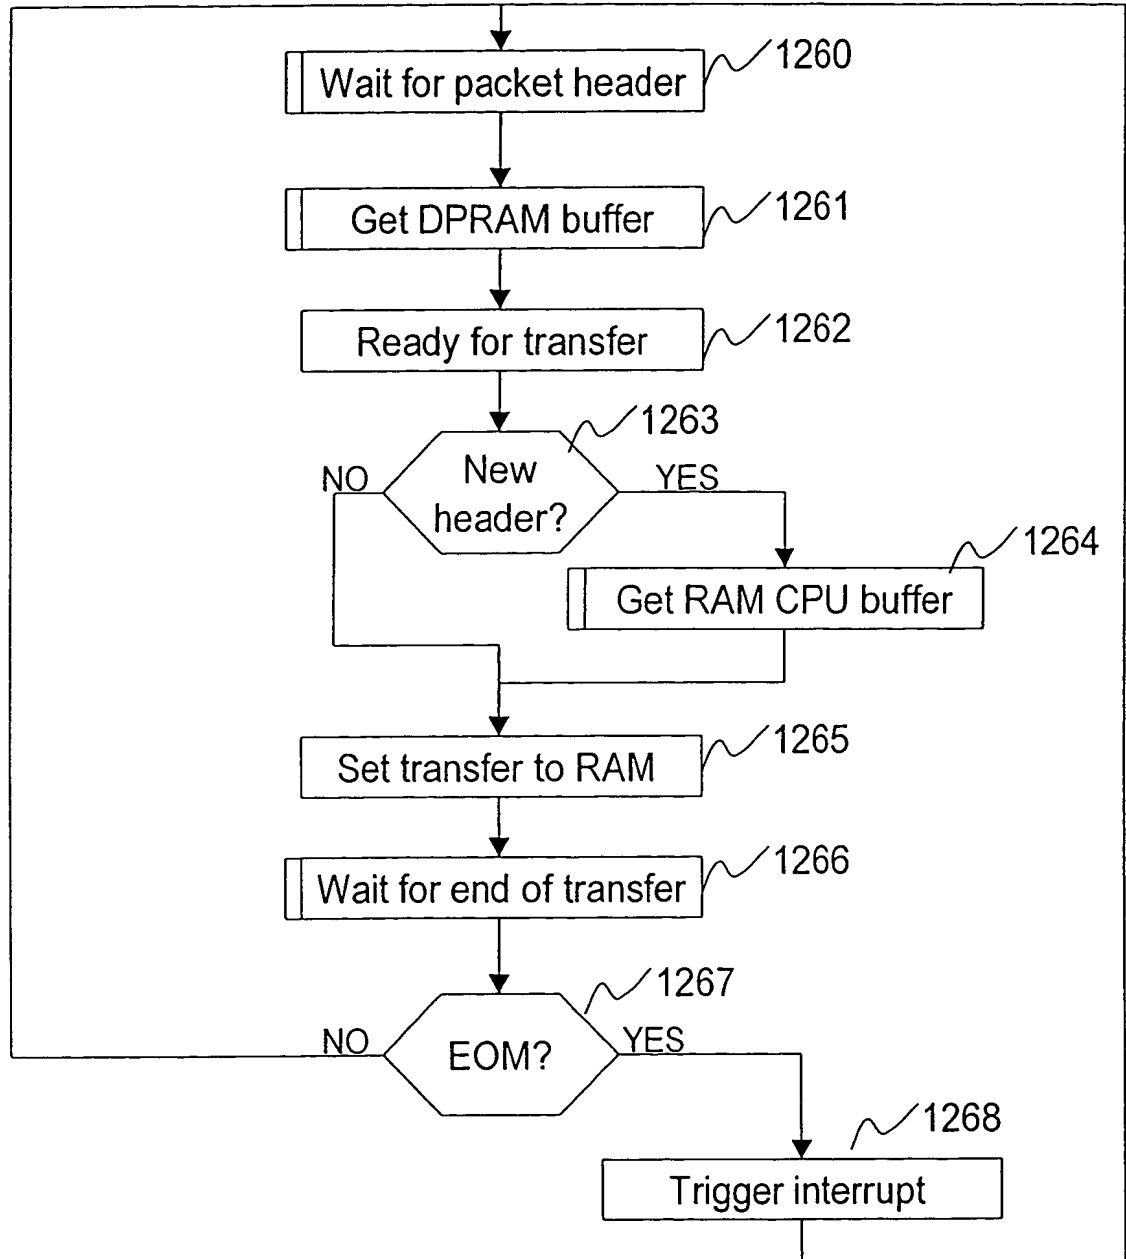 1260
Wait for packet header
1261
Get DPRAM buffer
1262
Ready for transfer
1263
New
header?
NO
YES
1264
Get RAM CPU buffer
1265
Set transfer to RAM
1266
Wait for end of transfer
1267
EOM?
NO
YES
1268
Trigger interrupt